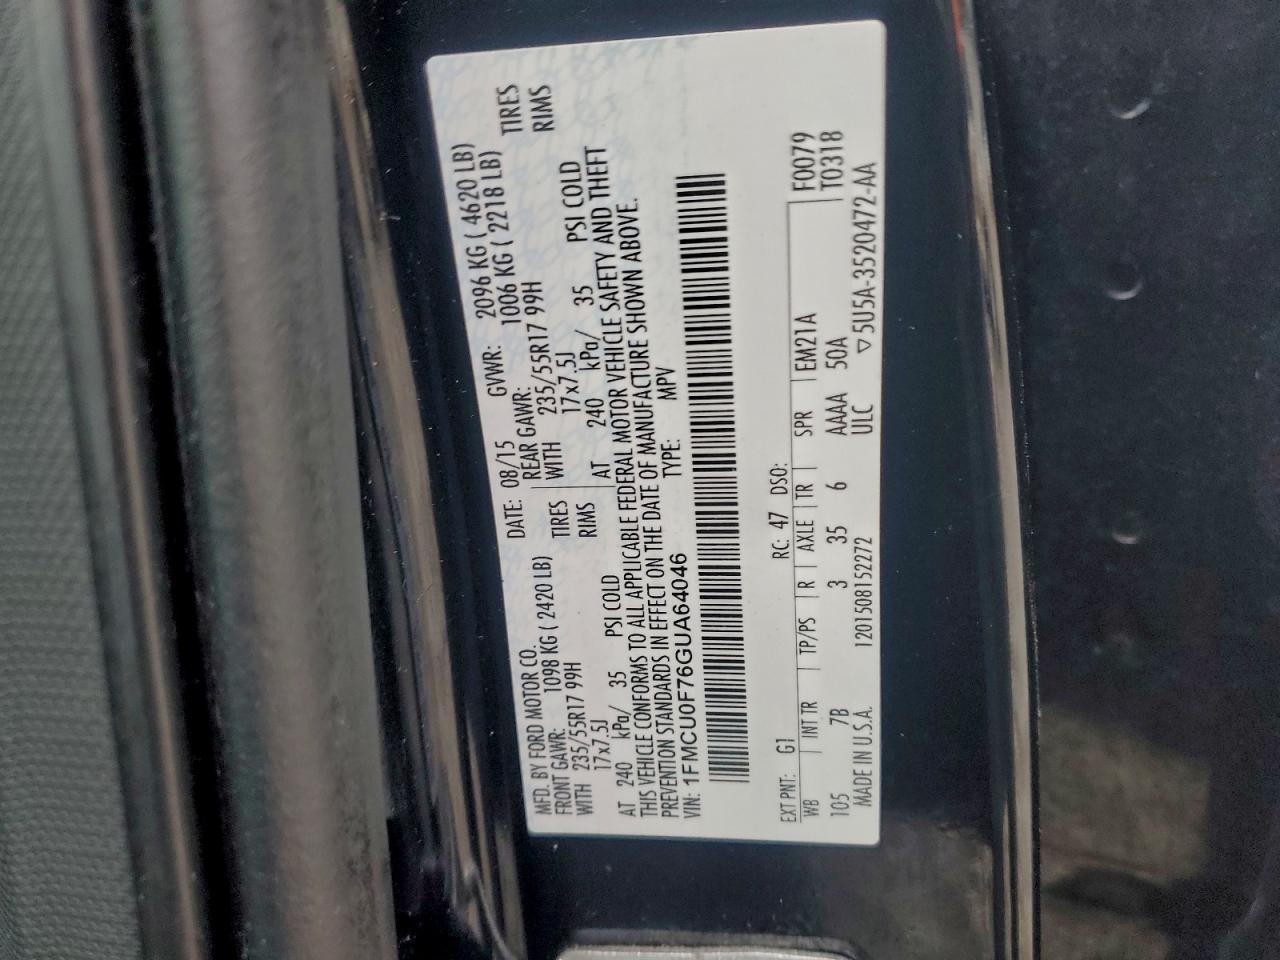 MFD. BY FORD MOTOR CO. DATE: 08/15 GVWR: 2096 KG ( 4620 LB)
FRONT GAWR: 1098 KG ( 2420 LB) REAR GAWR: 1006 KG ( 2218 LB)
WITH 235/55R17 99H TIRES WITH 235/55R17 99H TIRES
17x7.5J RIMS 17x7.5J RIMS
AT 240 kPa/ 35 PSI COLD AT 240 kPa/ 35 PSI COLD
THIS VEHICLE CONFORMS TO ALL APPLICABLE FEDERAL MOTOR VEHICLE SAFETY AND THEFT
PREVENTION STANDARDS IN EFFECT ON THE DATE OF MANUFACTURE SHOWN ABOVE.
VIN: 1FMCU0F76GUA64046 TYPE: MPV
EXT PNT: G1 RC: 47 DSO: F0079
WB INT TR TP/PS R AXLE TR SPR EM21A T0318
105 7B 3 35 6 AAAA 50A
MADE IN U.S.A. 1201508152272 ULC ▽5U5A-3520472-AA